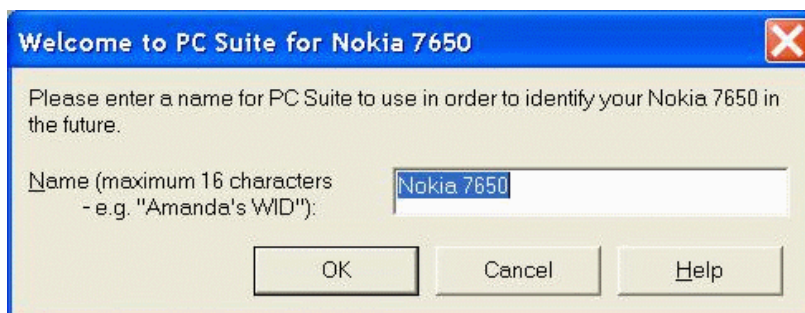 Welcome to PC Suite for Nokia 7650
Please enter a name for PC Suite to use in order to identify your Nokia 7650 in
the future.
Name (maximum 16 characters
- e.g. "Amanda's WID"):
Nokia 7650
OK Cancel Help